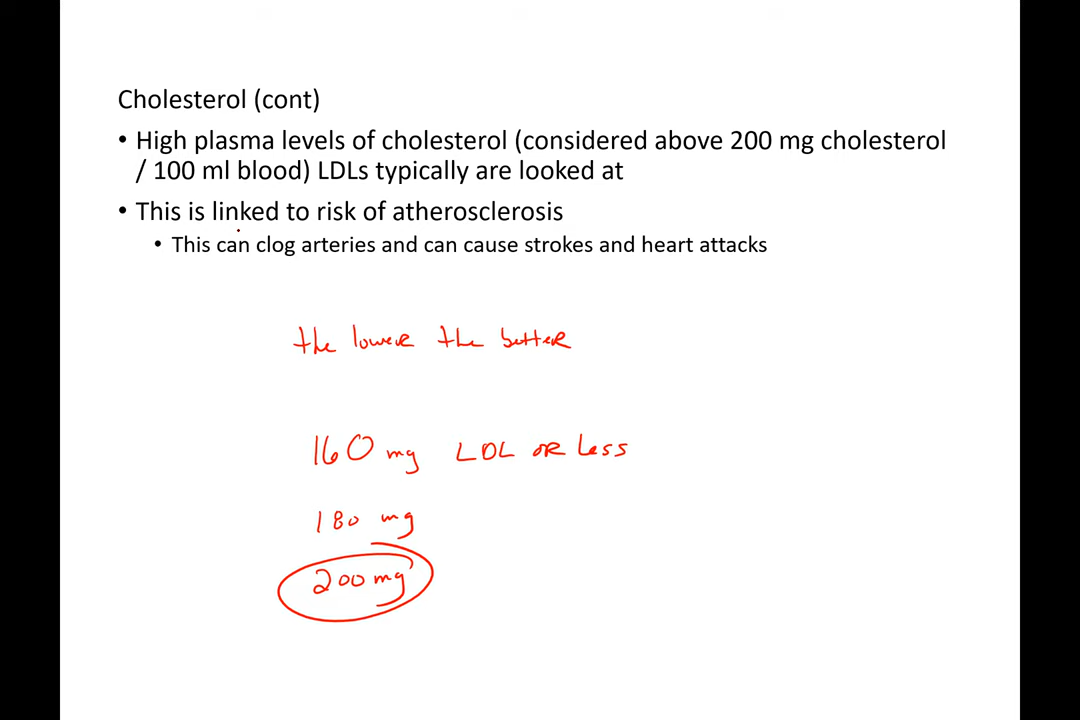 Cholesterol (cont)
• High plasma levels of cholesterol (considered above 200 mg cholesterol
/ 100 ml blood) LDLs typically are looked at
• This is linked to risk of atherosclerosis
• This can clog arteries and can cause strokes and heart attacks
the lower the better
160 mg LDL or Less
180 mg
200 mg